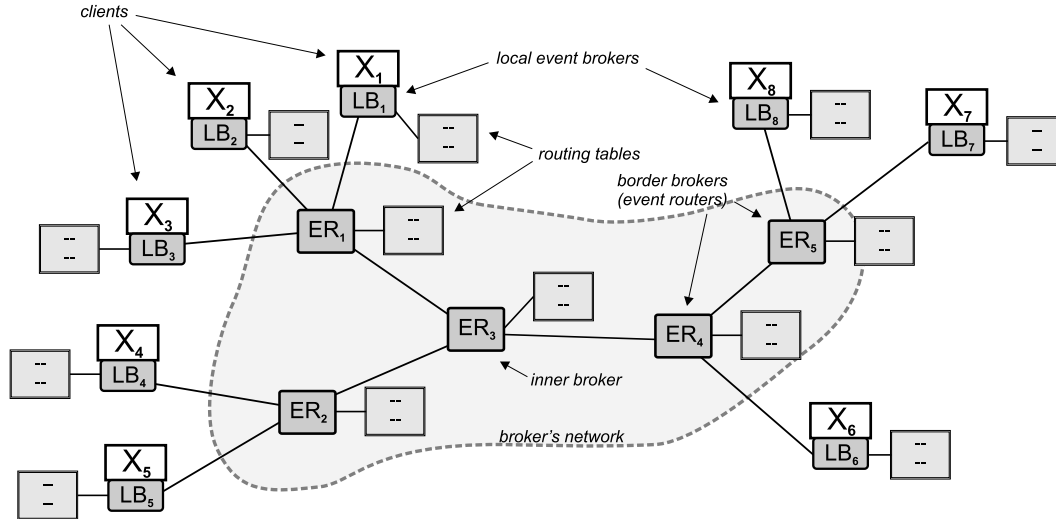 clients
X1
local event brokers
X8
X2
LB1
X7
LB8
--
--
LB2
–
–
--
--
LB7
–
–
routing tables
border brokers
(event routers)
X3
ER1
--
--
ER5
--
--
--
--
LB3
--
--
ER3
ER4
--
--
X4
--
--
LB4
inner broker
ER2
--
--
X6
broker's network
LB6
--
--
X5
–
–
LB5